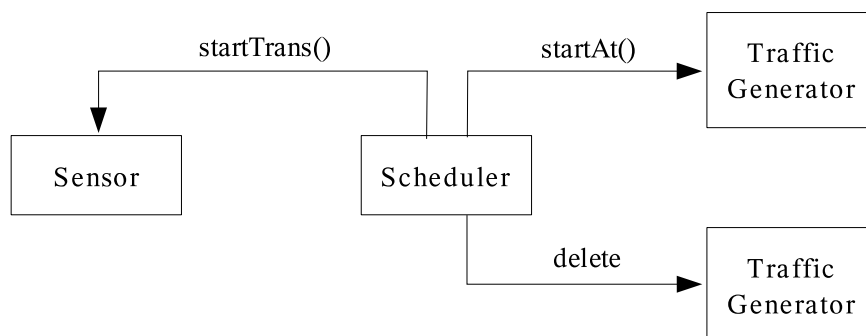 startTrans()
startAt()
Traffic
Generator
Sensor
Scheduler
delete
Traffic
Generator